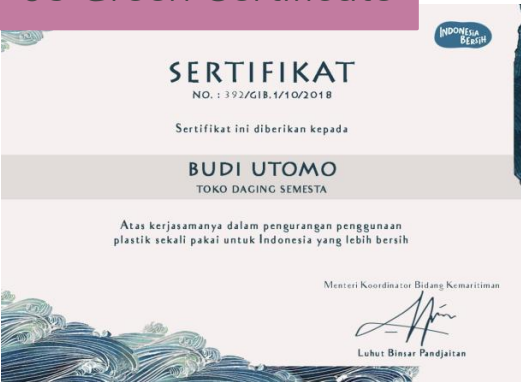 Green Certificate
INDONESIA
BERSIH
SERTIFIKAT
NO. : 392/GIB.1/10/2018
Sertifikat ini diberikan kepada
BUDI UTOMO
TOKO DAGING SEMESTA
Atas kerjasamanya dalam pengurangan penggunaan
plastik sekali pakai untuk Indonesia yang lebih bersih
Menteri Koordinator Bidang Kemaritiman
Luhut Binsar Pandjaitan